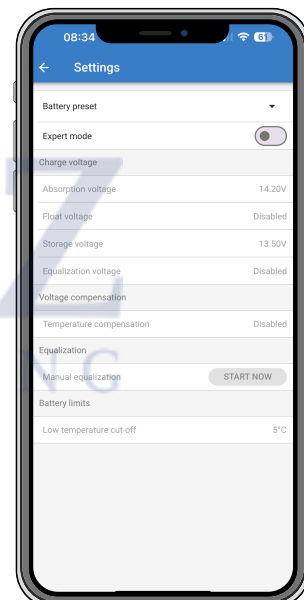 08:34
61
Settings
Battery preset
Expert mode
Charge voltage
Absorption voltage 14.20V
Float voltage Disabled
Storage voltage 13.50V
Equalization voltage Disabled
Voltage compensation
Temperature compensation Disabled
Equalization
Manual equalization START NOW
Battery limits
Low temperature cut-off 5°C
Z
N G